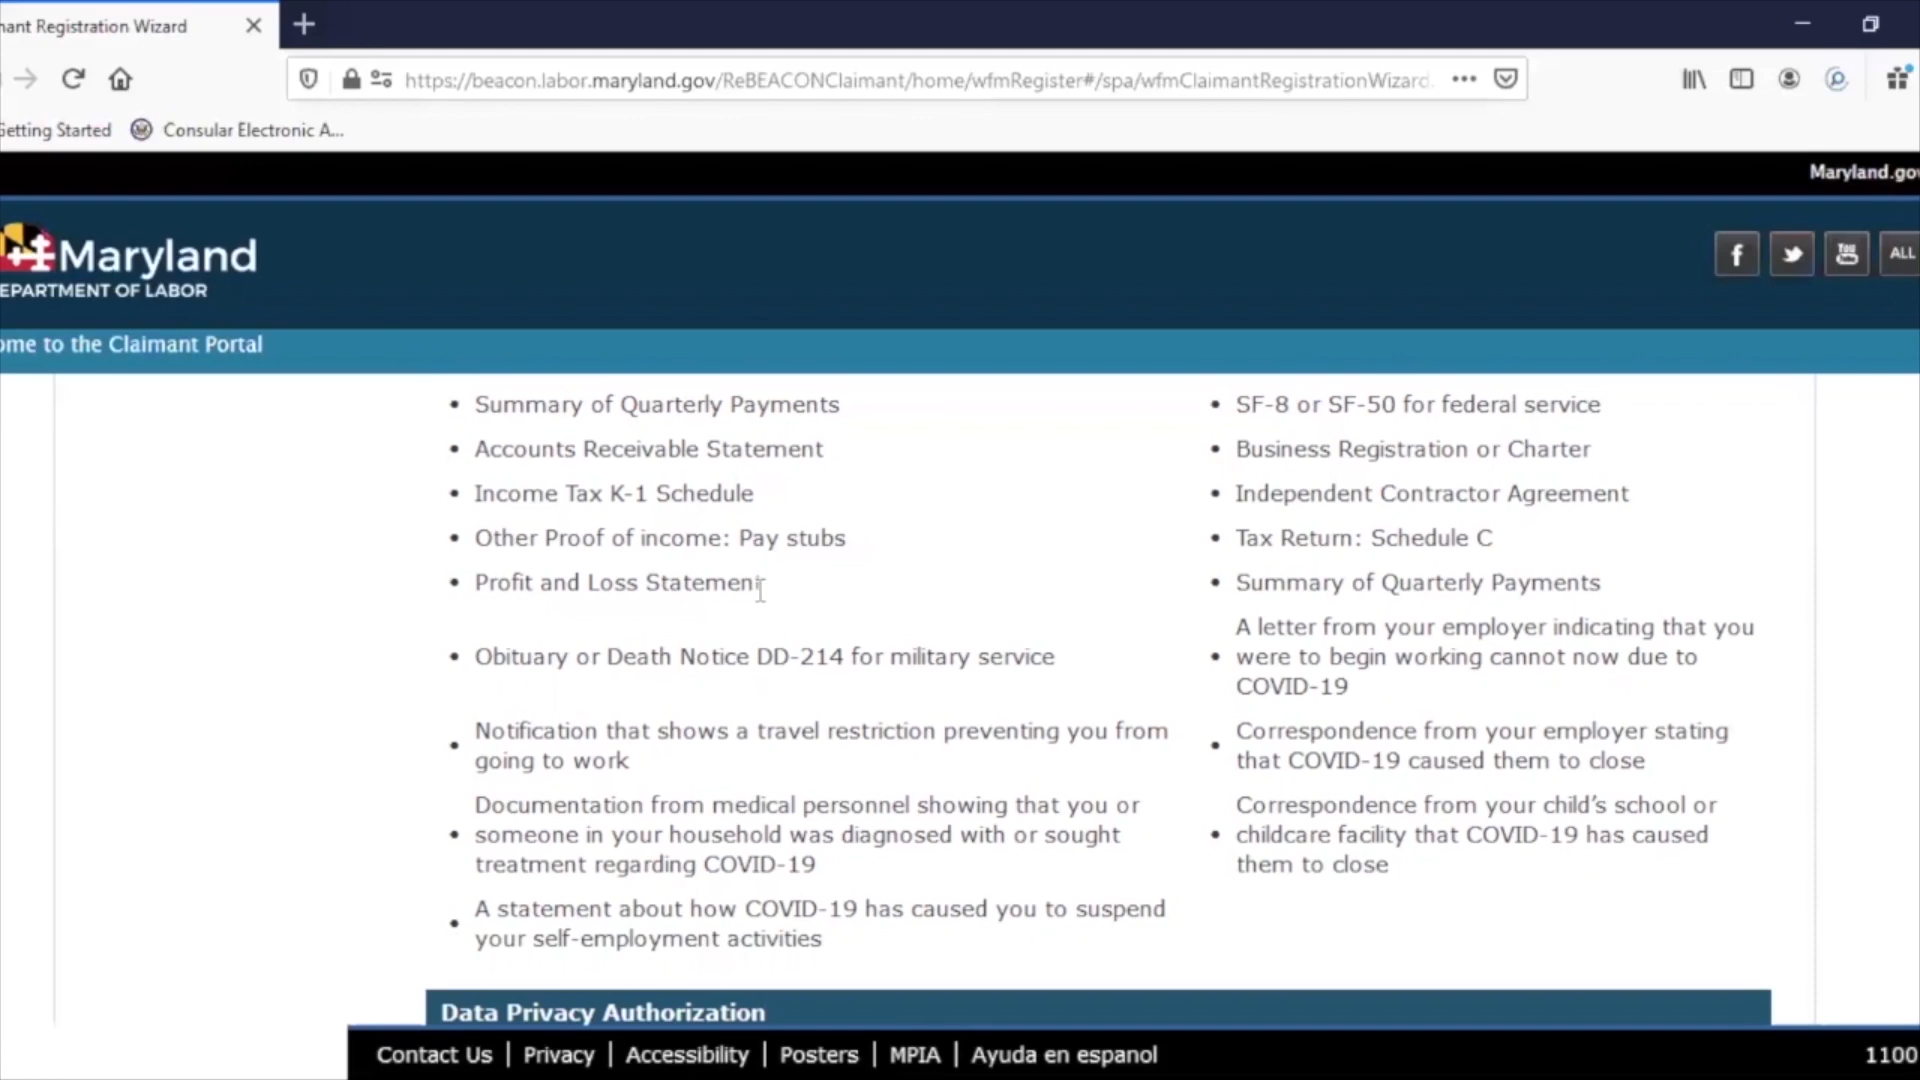 nant Registration Wizard
https://beacon.labor.maryland.gov/ReBEACONClaimant/home/wfmRegister#/spa/wfmClaimantRegistrationWizard.
Getting Started
Consular Electronic A...
Maryland.gov
Maryland
EPARTMENT OF LABOR
You
ALL
ome to the Claimant Portal
Summary of Quarterly Payments
SF-8 or SF-50 for federal service
Accounts Receivable Statement
Business Registration or Charter
Income Tax K-1 Schedule
Independent Contractor Agreement
Other Proof of income: Pay stubs
Tax Return: Schedule C
Profit and Loss Statement
Summary of Quarterly Payments
Obituary or Death Notice DD-214 for military service
A letter from your employer indicating that you
were to begin working cannot now due to
COVID-19
Notification that shows a travel restriction preventing you from
going to work
Correspondence from your employer stating
that COVID-19 caused them to close
Documentation from medical personnel showing that you or
someone in your household was diagnosed with or sought
treatment regarding COVID-19
Correspondence from your child’s school or
childcare facility that COVID-19 has caused
them to close
A statement about how COVID-19 has caused you to suspend
your self-employment activities
Data Privacy Authorization
Contact Us | Privacy | Accessibility | Posters | MPIA | Ayuda en espanol
1100